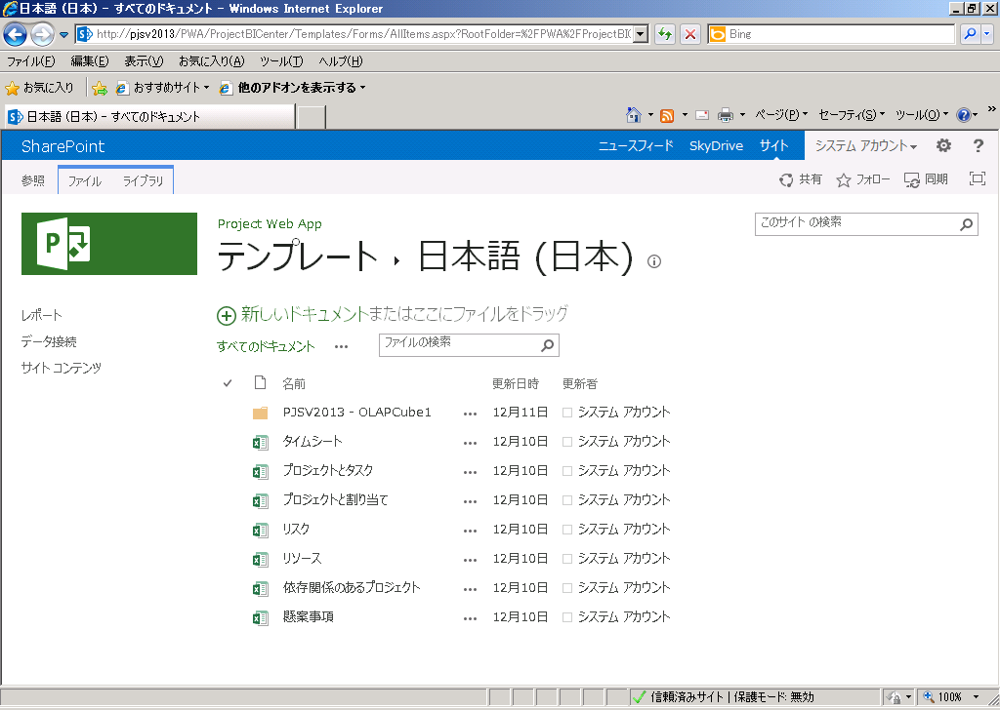 日本語 (日本) - すべてのドキュメント - Windows Internet Explorer
http://pjsv2013/PWA/ProjectBICenter/Templates/Forms/AllItems.aspx?RootFolder=%2FPWA%2FProjectBIC
Bing
ファイル(F) 編集(E) 表示(V) お気に入り(A) ツール(T) ヘルプ(H)
お気に入り おすすめサイト 他のアドオンを表示する
日本語 (日本) - すべてのドキュメント
ページ(P) セーフティ(S) ツール(O) »
SharePoint ニュースフィード SkyDrive サイト システム アカウント ?
参照 ファイル ライブラリ 共有 フォロー 同期
P
Project Web App
このサイト の検索
テンプレート ▸ 日本語 (日本)
レポート
データ接続
サイト コンテンツ
新しいドキュメントまたはここにファイルをドラッグ
すべてのドキュメント ••• ファイルの検索
名前 更新日時 更新者
PJSV2013 - OLAPCube1 ••• 12月11日 システム アカウント
タイムシート ••• 12月10日 システム アカウント
プロジェクトとタスク ••• 12月10日 システム アカウント
プロジェクトと割り当て ••• 12月10日 システム アカウント
リスク ••• 12月10日 システム アカウント
リソース ••• 12月10日 システム アカウント
依存関係のあるプロジェクト ••• 12月10日 システム アカウント
懸案事項 ••• 12月10日 システム アカウント
信頼済みサイト | 保護モード: 無効 100%